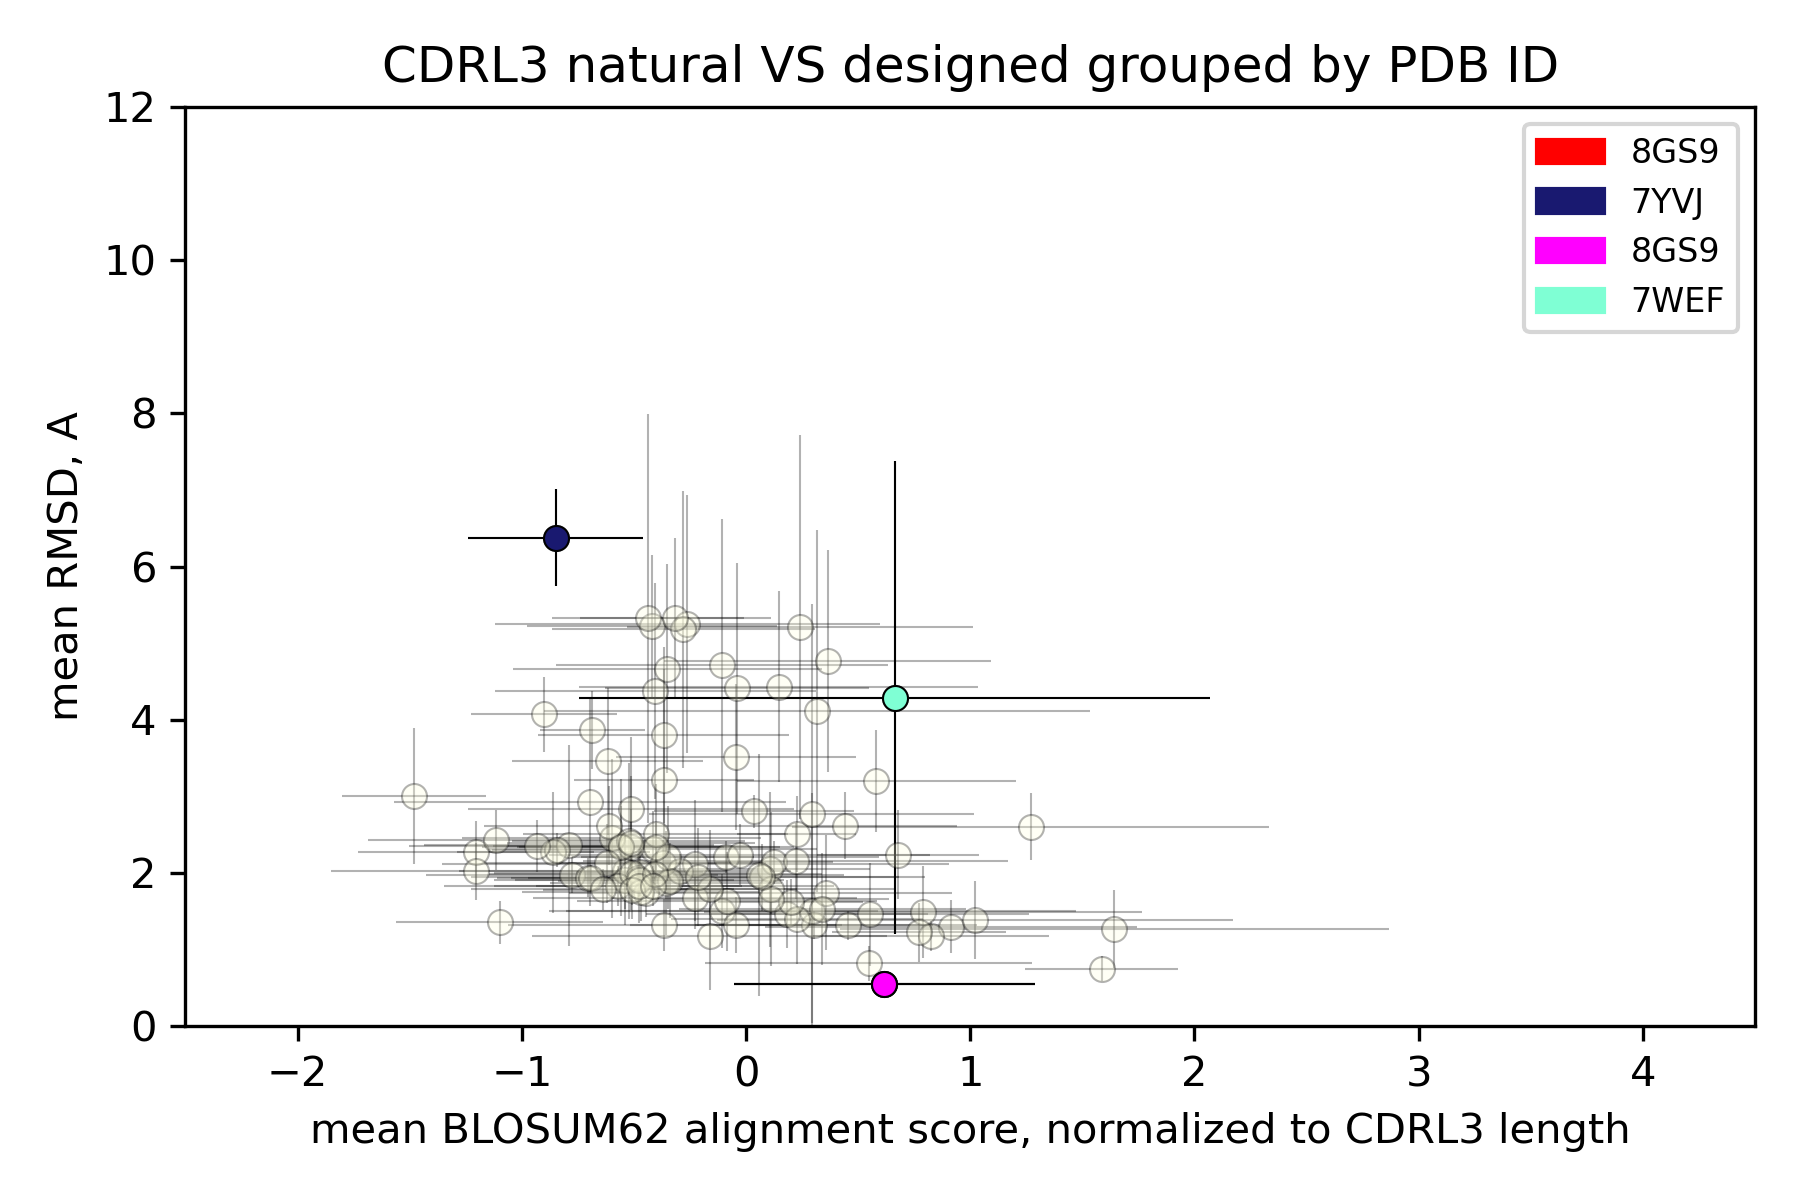 CDRL3 natural VS designed grouped by PDB ID
12
10
8
6
4
2
0
mean RMSD, A
8GS9
7YVJ
8GS9
7WEF
−2 −1 0 1 2 3 4
mean BLOSUM62 alignment score, normalized to CDRL3 length